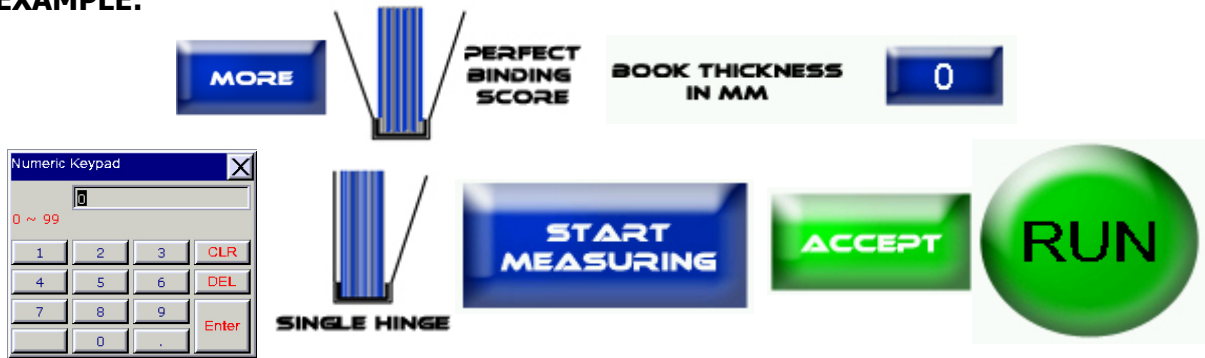 EXAMPLE:
MORE
PERFECT
BINDING
SCORE
BOOK THICKNESS
IN MM
0
Numeric Keypad
0
0 ~ 99
1 2 3 CLR
4 5 6 DEL
7 8 9 Enter
0 .
SINGLE HINGE
START
MEASURING
ACCEPT
RUN